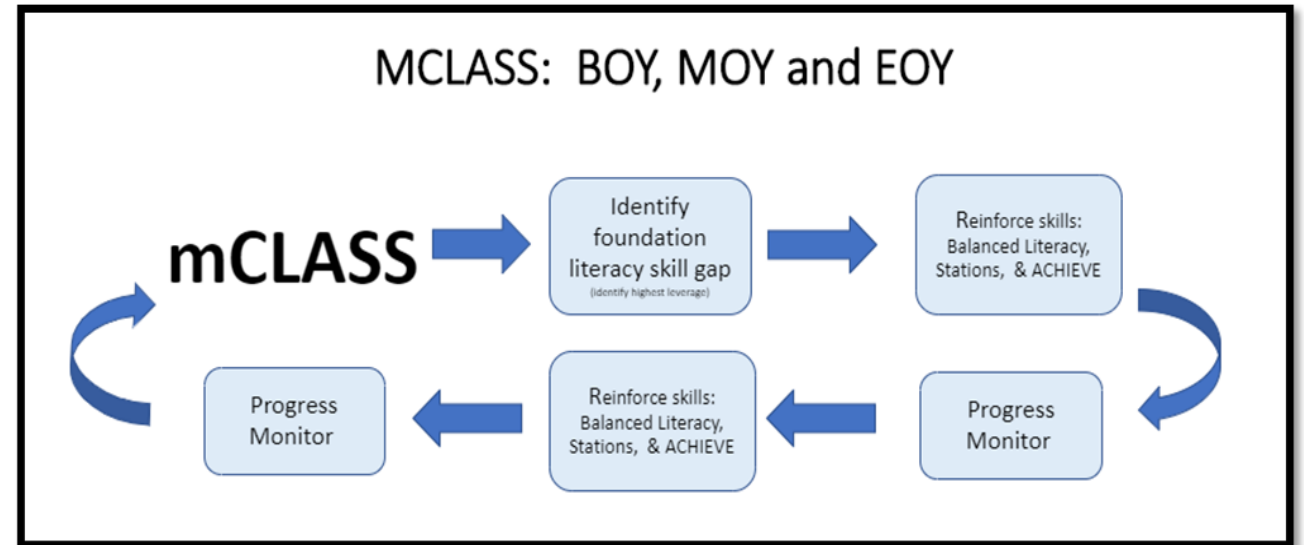 MCLASS: BOY, MOY and EOY
mCLASS
Identify
foundation
literacy skill gap
(identify highest leverage)
Reinforce skills:
Balanced Literacy,
Stations, & ACHIEVE
Progress
Monitor
Reinforce skills:
Balanced Literacy,
Stations, & ACHIEVE
Progress
Monitor